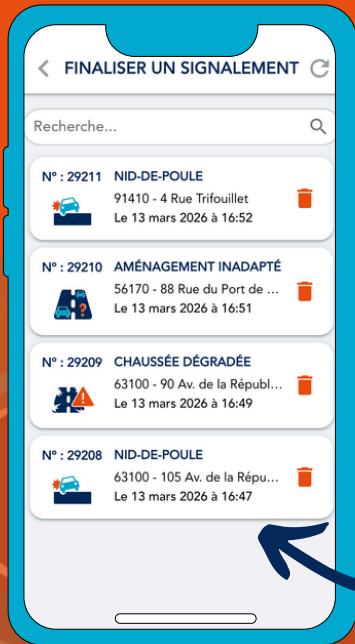 FINALISER UN SIGNALEMENT
Recherche...
N° : 29211 NID-DE-POULE
91410 - 4 Rue Trifouillet
Le 13 mars 2026 à 16:52
N° : 29210 AMÉNAGEMENT INADAPTÉ
56170 - 88 Rue du Port de ...
Le 13 mars 2026 à 16:51
N° : 29209 CHAUSSÉE DÉGRADÉE
63100 - 90 Av. de la Républ...
Le 13 mars 2026 à 16:49
N° : 29208 NID-DE-POULE
63100 - 105 Av. de la Répu...
Le 13 mars 2026 à 16:47